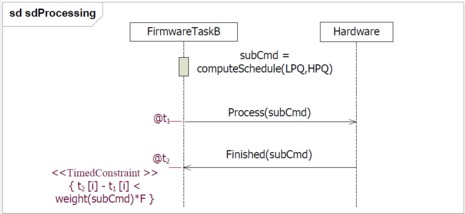 sd sdProcessing
FirmwareTaskB
Hardware
subCmd =
computeSchedule(LPQ,HPQ)
@t1
Process(subCmd)
@t2
Finished(subCmd)
<<TimedConstraint >>
{ t2 [i] - t1 [i] <
weight(subCmd)*F }